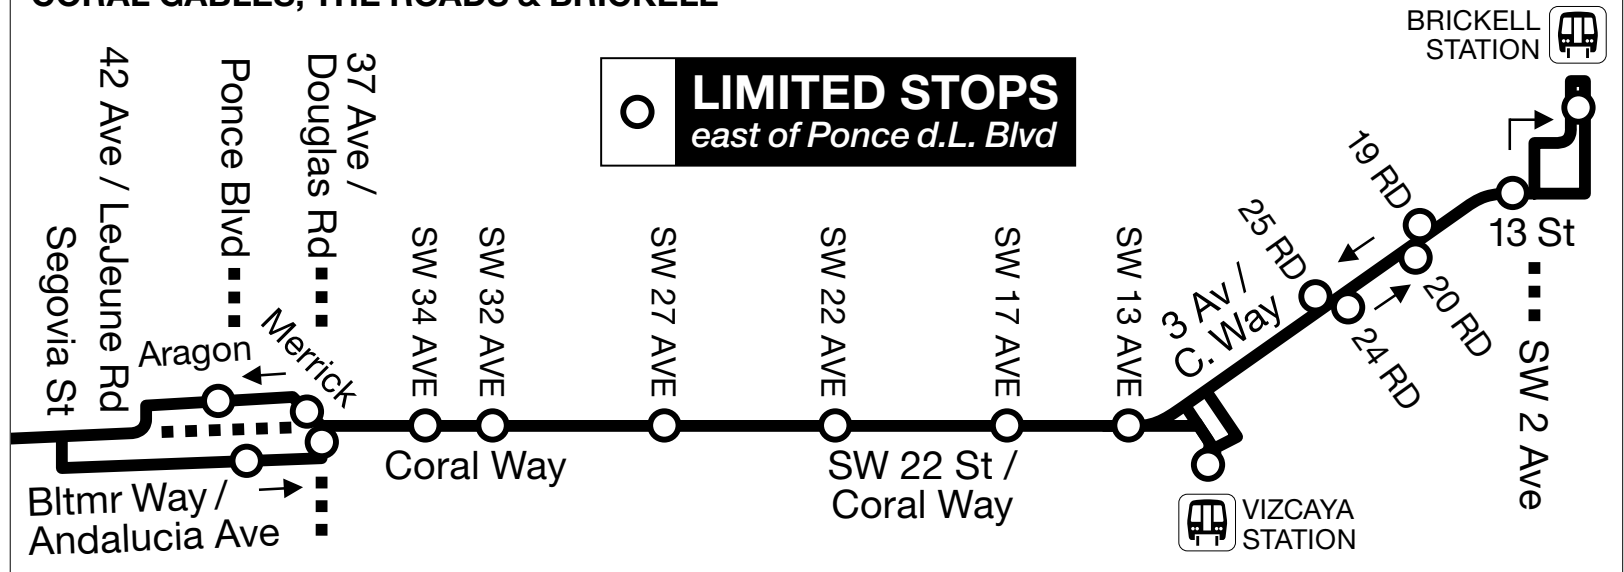 CORAL GABLES, THE ROADS & BRICKELL
BRICKELL
STATION
LIMITED STOPS
east of Ponce d.L. Blvd
Segovia St
42 Ave / LeJeune Rd
Ponce Blvd
37 Ave /
Douglas Rd
Aragon
Merrick
SW 34 AVE
SW 32 AVE
SW 27 AVE
SW 22 AVE
SW 17 AVE
SW 13 AVE
3 Av /
C. Way
25 RD
19 RD
24 RD
20 RD
13 St
SW 2 Ave
Coral Way
SW 22 St /
Coral Way
Bltmr Way /
Andalucia Ave
VIZCAYA
STATION